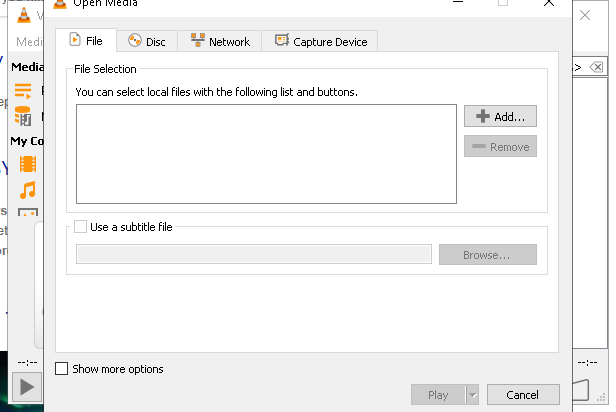 Open Media
Medi
File
Disc
Network
Capture Device
Media
File Selection
You can select local files with the following list and buttons.
Add...
Remove
My Co
Use a subtitle file
Browse...
--:--
--:--
Show more options
Play
Cancel